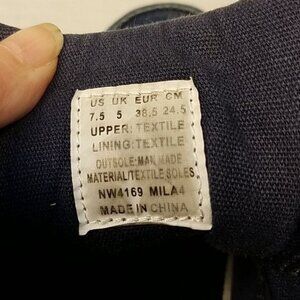 US UK EUR CM
7.5 5 38.5 24.5
UPPER: TEXTILE
LINING: TEXTILE
OUTSOLE: MAN MADE
MATERIAL/TEXTILE SOLES
NW4169 MILA4
MADE IN CHINA